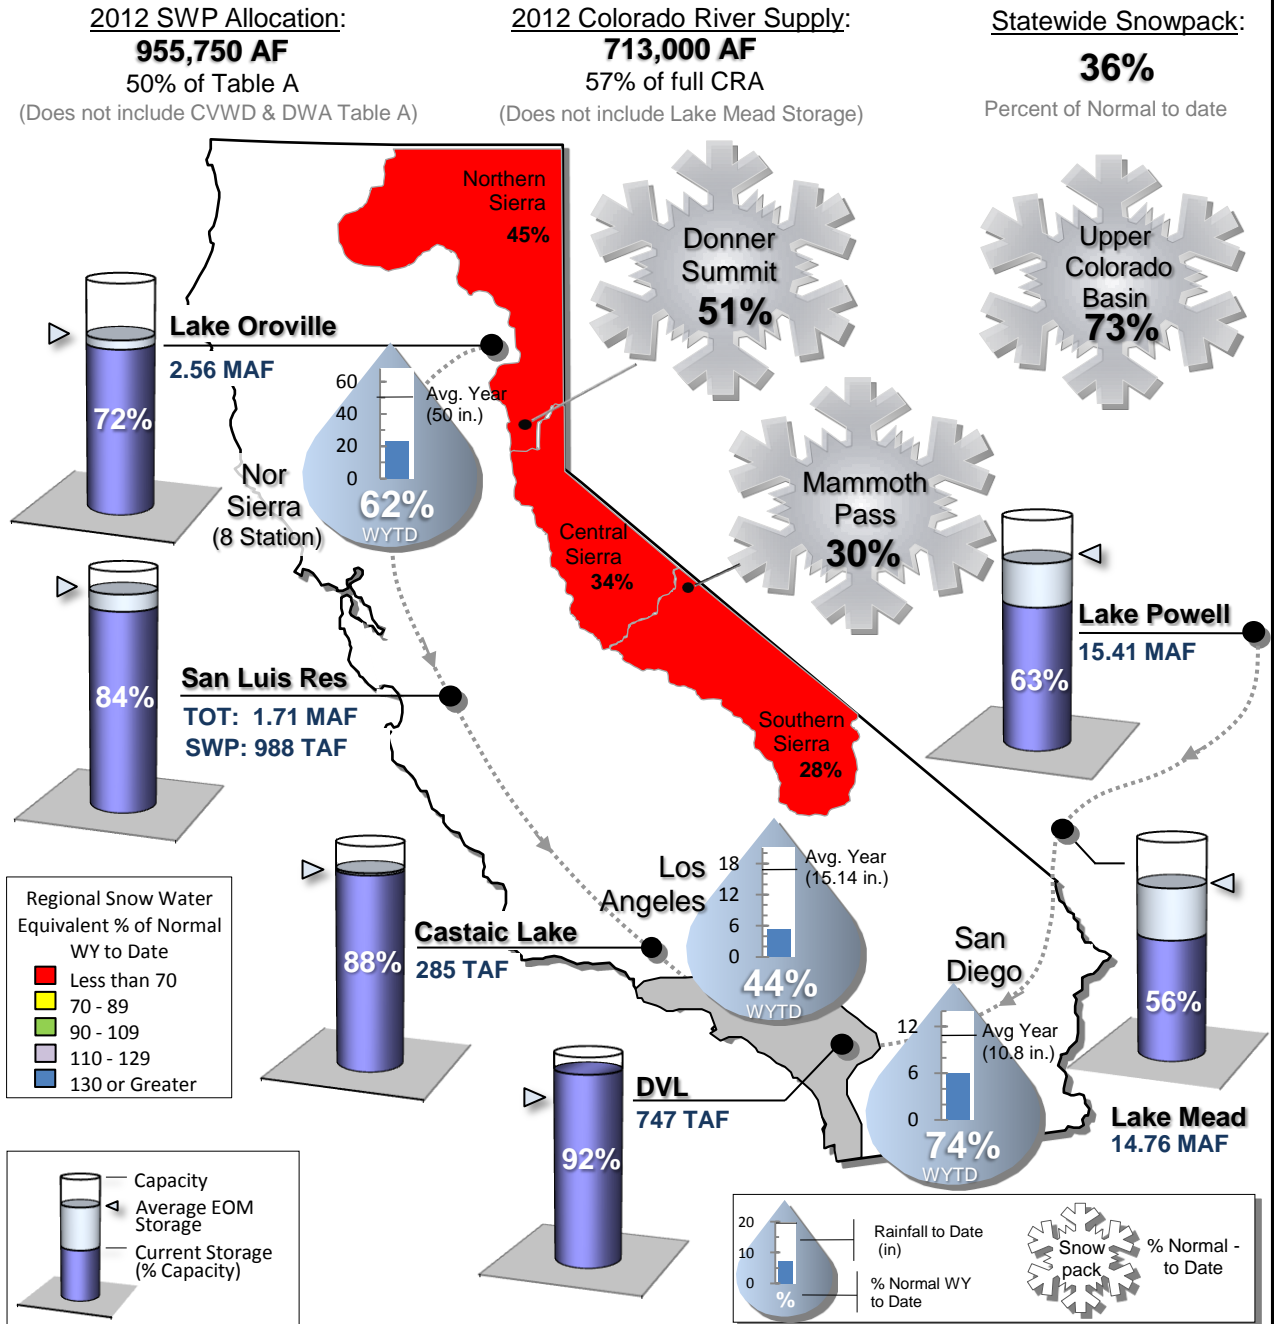 2012 SWP Allocation:
955,750 AF
50% of Table A
(Does not include CVWD & DWA Table A)
2012 Colorado River Supply:
713,000 AF
57% of full CRA
(Does not include Lake Mead Storage)
Statewide Snowpack:
36%
Percent of Normal to date
Northern
Sierra
45%
Donner
Summit
51%
Upper
Colorado
Basin
73%
72%
Lake Oroville
2.56 MAF
60
40
20
0
Avg. Year
(50 in.)
62%
WYTD
Nor
Sierra
(8 Station)
Mammoth
Pass
30%
Central
Sierra
34%
84%
San Luis Res
TOT: 1.71 MAF
SWP: 988 TAF
63%
Lake Powell
15.41 MAF
Southern
Sierra
28%
88%
Castaic Lake
285 TAF
Los
Angeles
18
12
6
0
Avg. Year
(15.14 in.)
44%
WYTD
San
Diego
12
6
0
Avg Year
(10.8 in.)
74%
WYTD
56%
Lake Mead
14.76 MAF
92%
DVL
747 TAF
Regional Snow Water
Equivalent % of Normal
WY to Date
Less than 70
70 - 89
90 - 109
110 - 129
130 or Greater
Capacity
Average EOM
Storage
Current Storage
(% Capacity)
20
10
0
%
Rainfall to Date
(in)
% Normal WY
to Date
Snow
pack
% Normal -
to Date